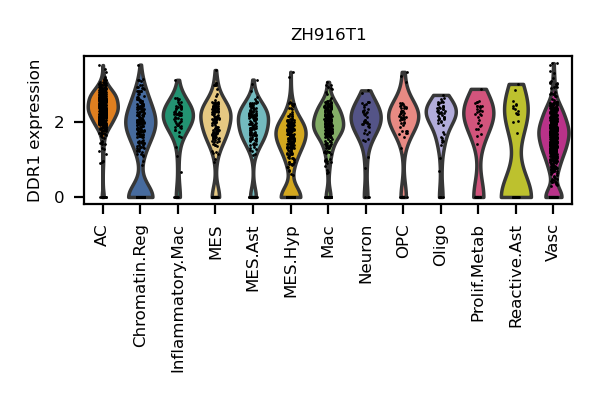 ZH916T1
DDR1 expression
2
0
AC
Chromatin.Reg
Inflammatory.Mac
MES
MES.Ast
MES.Hyp
Mac
Neuron
OPC
Oligo
Prolif.Metab
Reactive.Ast
Vasc